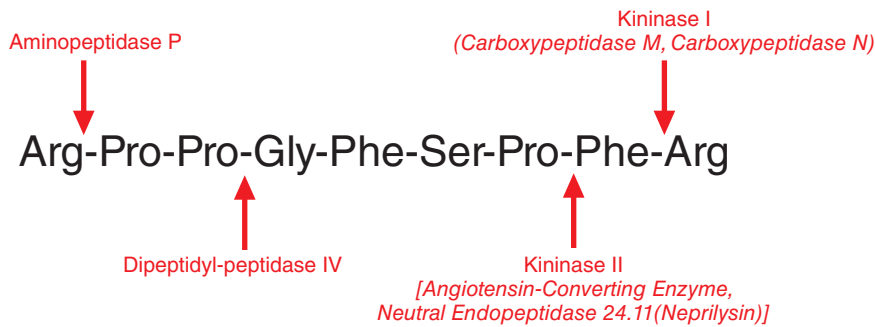 Kininase I
Aminopeptidase P
(Carboxypeptidase M, Carboxypeptidase N)
Arg-Pro-Pro-Gly-Phe-Ser-Pro-Phe-Arg
Dipeptidyl-peptidase IV
Kininase II
[Angiotensin-Converting Enzyme,
Neutral Endopeptidase 24.11(Neprilysin)]